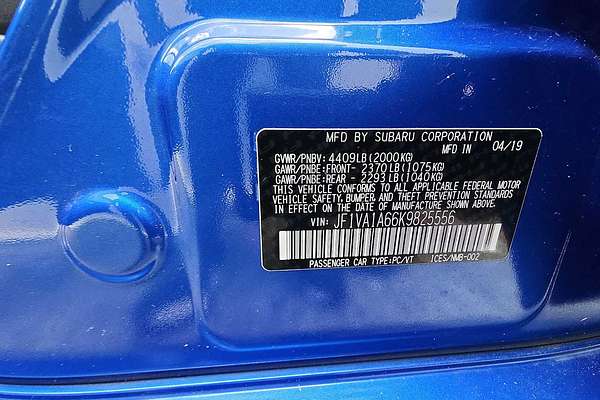 MFD BY SUBARU CORPORATION
MFD IN 04/19
GVWR/PNBV: 4409LB(2000KG)
GAWR/PNBE:FRONT- 2370LB(1075KG)
GAWR/PNBE:REAR - 2293LB(1040KG)
THIS VEHICLE CONFORMS TO ALL APPLICABLE FEDERAL MOTOR
VEHICLE SAFETY, BUMPER, AND THEFT PREVENTION STANDARDS
IN EFFECT ON THE DATE OF MANUFACTURE SHOWN ABOVE.
VIN: JF1VA1A66K9825556
PASSENGER CAR TYPE:PC/VT ICES/NMB-002